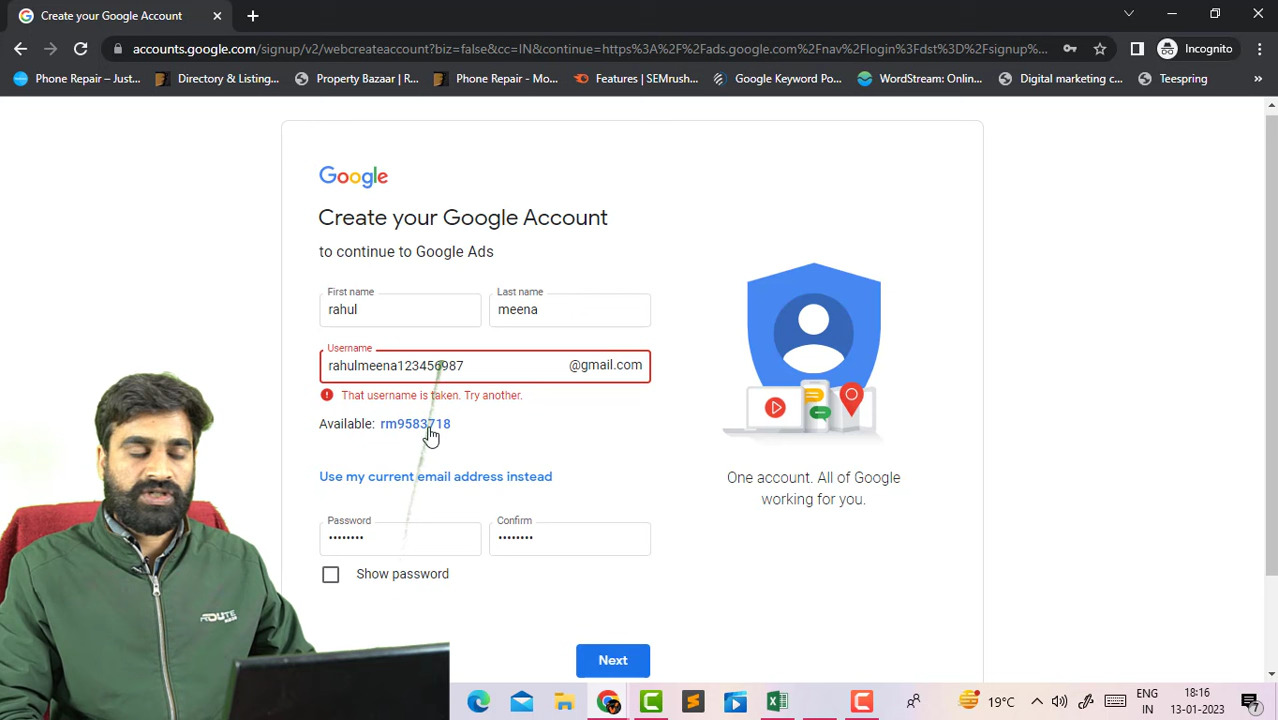 Create your Google Account
accounts.google.com/signup/v2/webcreateaccount?biz=false&cc=IN&continue=https%3A%2F%2Fads.google.com%2Fnav%2Flogin%3Fdst%3D%2Fsignup%...
Incognito
Phone Repair – Just...
Directory & Listing...
Property Bazaar | R...
Phone Repair - Mo...
Features | SEMrush...
Google Keyword Po...
WordStream: Onlin...
Digital marketing c...
Teespring
Google
Create your Google Account
to continue to Google Ads
First name
Last name
rahul
meena
Username
rahulmeena123456987
@gmail.com
That username is taken. Try another.
Available: rm9583718
Use my current email address instead
Password
Confirm
Show password
Next
One account. All of Google
working for you.
ROUTE
19°C
ENG
IN
18:16
13-01-2023
7